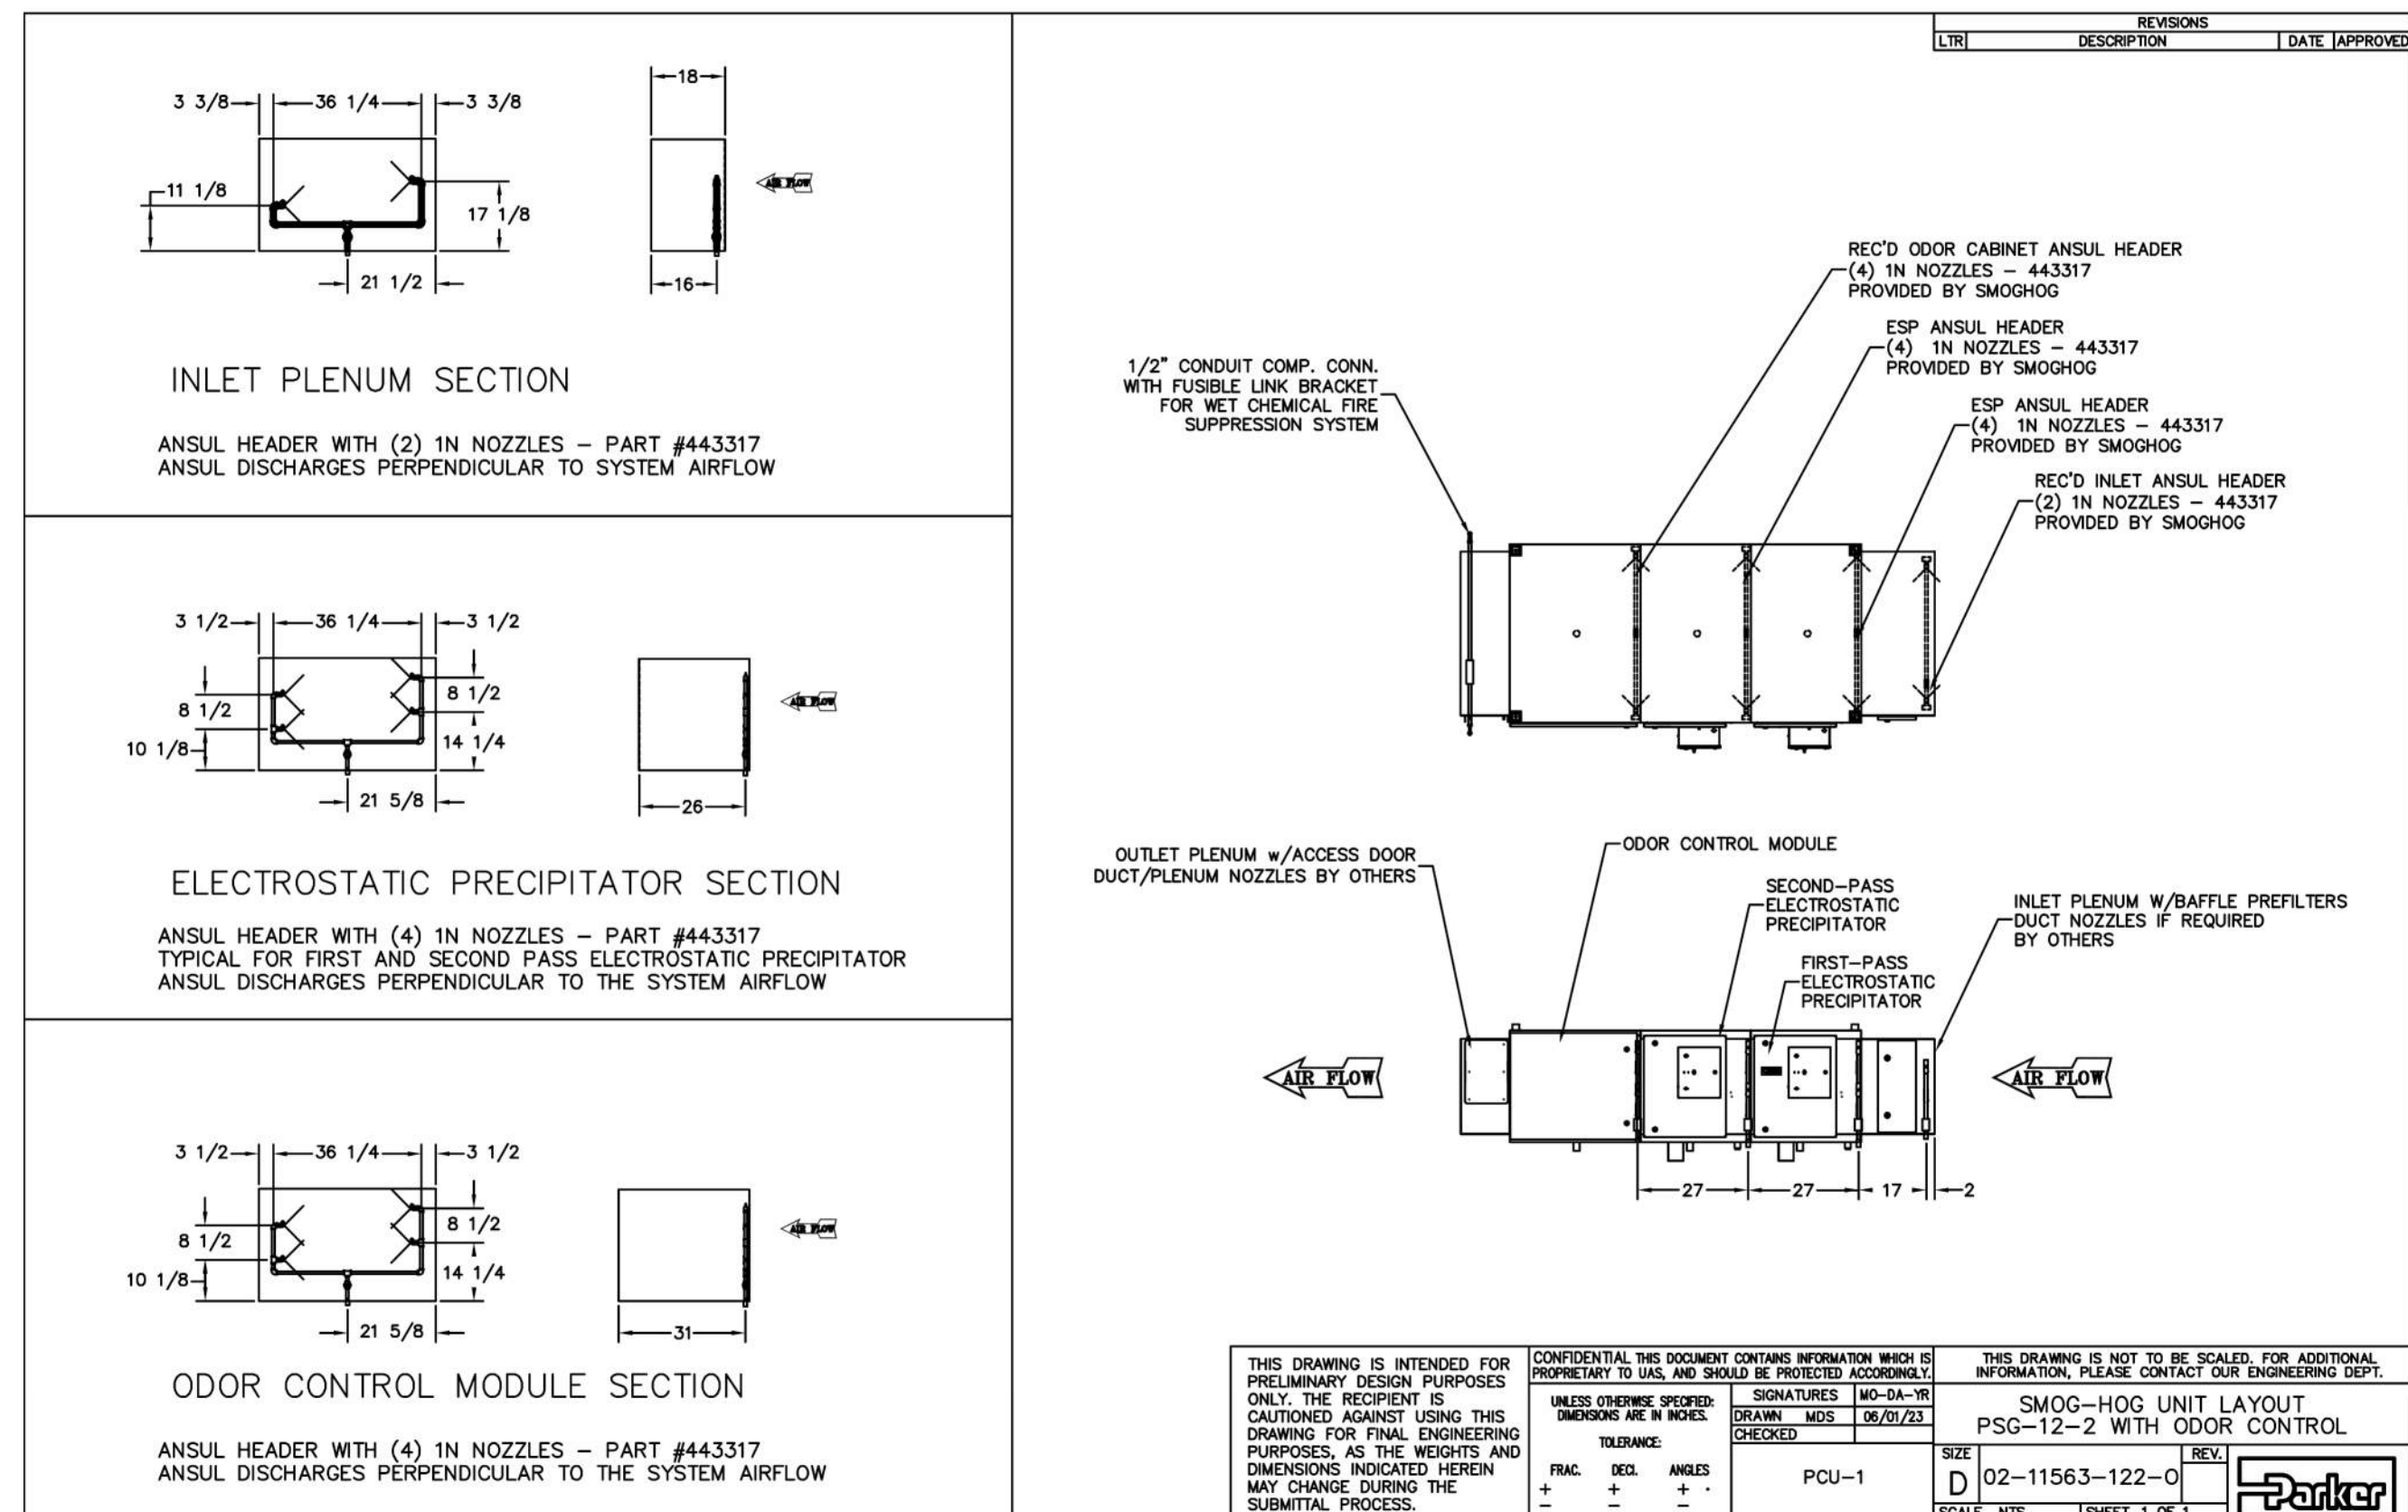 REVISIONS
LTR DESCRIPTION DATE APPROVED
3 3/8 36 1/4 3 3/8
18
11 1/8
17 1/8
21 1/2
16
AIR FLOW
INLET PLENUM SECTION
ANSUL HEADER WITH (2) 1N NOZZLES – PART #443317
ANSUL DISCHARGES PERPENDICULAR TO SYSTEM AIRFLOW
3 1/2 36 1/4 3 1/2
8 1/2
8 1/2
10 1/8
14 1/4
21 5/8
26
AIR FLOW
ELECTROSTATIC PRECIPITATOR SECTION
ANSUL HEADER WITH (4) 1N NOZZLES – PART #443317
TYPICAL FOR FIRST AND SECOND PASS ELECTROSTATIC PRECIPITATOR
ANSUL DISCHARGES PERPENDICULAR TO THE SYSTEM AIRFLOW
3 1/2 36 1/4 3 1/2
8 1/2
8 1/2
10 1/8
14 1/4
21 5/8
31
AIR FLOW
ODOR CONTROL MODULE SECTION
ANSUL HEADER WITH (4) 1N NOZZLES – PART #443317
ANSUL DISCHARGES PERPENDICULAR TO THE SYSTEM AIRFLOW
REC'D ODOR CABINET ANSUL HEADER
(4) 1N NOZZLES – 443317
PROVIDED BY SMOGHOG
ESP ANSUL HEADER
(4) 1N NOZZLES – 443317
PROVIDED BY SMOGHOG
ESP ANSUL HEADER
(4) 1N NOZZLES – 443317
PROVIDED BY SMOGHOG
REC'D INLET ANSUL HEADER
(2) 1N NOZZLES – 443317
PROVIDED BY SMOGHOG
1/2" CONDUIT COMP. CONN.
WITH FUSIBLE LINK BRACKET
FOR WET CHEMICAL FIRE
SUPPRESSION SYSTEM
OUTLET PLENUM w/ACCESS DOOR
DUCT/PLENUM NOZZLES BY OTHERS
ODOR CONTROL MODULE
SECOND–PASS
ELECTROSTATIC
PRECIPITATOR
FIRST–PASS
ELECTROSTATIC
PRECIPITATOR
INLET PLENUM W/BAFFLE PREFILTERS
DUCT NOZZLES IF REQUIRED
BY OTHERS
AIR FLOW
AIR FLOW
27 27 17 2
THIS DRAWING IS INTENDED FOR
PRELIMINARY DESIGN PURPOSES
ONLY. THE RECIPIENT IS
CAUTIONED AGAINST USING THIS
DRAWING FOR FINAL ENGINEERING
PURPOSES, AS THE WEIGHTS AND
DIMENSIONS INDICATED HEREIN
MAY CHANGE DURING THE
SUBMITTAL PROCESS.
CONFIDENTIAL THIS DOCUMENT CONTAINS INFORMATION WHICH IS
PROPRIETARY TO UAS, AND SHOULD BE PROTECTED ACCORDINGLY.
UNLESS OTHERWISE SPECIFIED:
DIMENSIONS ARE IN INCHES.
TOLERANCE:
FRAC. DECI. ANGLES
+ + + ·
– – –
SIGNATURES MO–DA–YR
DRAWN MDS 06/01/23
CHECKED
PCU–1
THIS DRAWING IS NOT TO BE SCALED. FOR ADDITIONAL
INFORMATION, PLEASE CONTACT OUR ENGINEERING DEPT.
SMOG–HOG UNIT LAYOUT
PSG–12–2 WITH ODOR CONTROL
SIZE
D 02–11563–122–0
REV.
SCALE NTS SHEET 1 OF 1
Parker